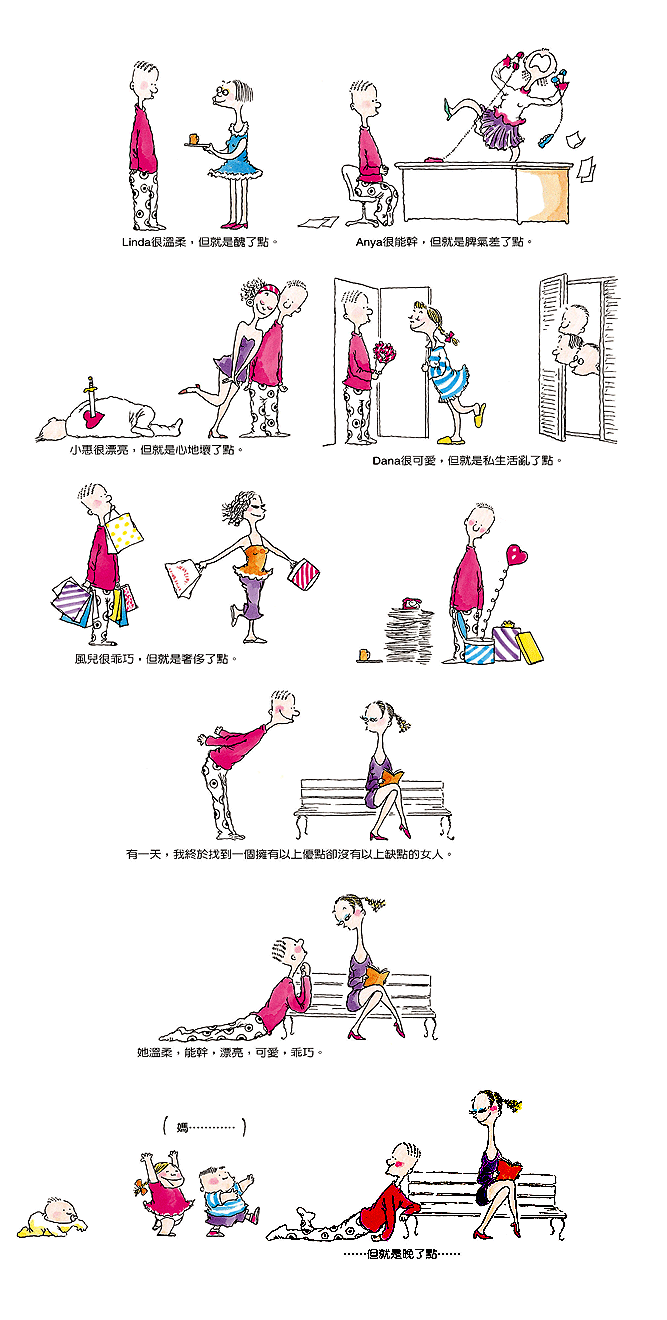 Linda很溫柔，但就是醜了點。
Anya很能幹，但就是脾氣差了點。
小惠很漂亮，但就是心地壞了點。
Dana很可愛，但就是私生活亂了點。
風兒很乖巧，但就是奢侈了點。
有一天，我終於找到一個擁有以上優點卻沒有以上缺點的女人。
她溫柔，能幹，漂亮，可愛，乖巧。
( 媽………… )
……但就是晚了點……